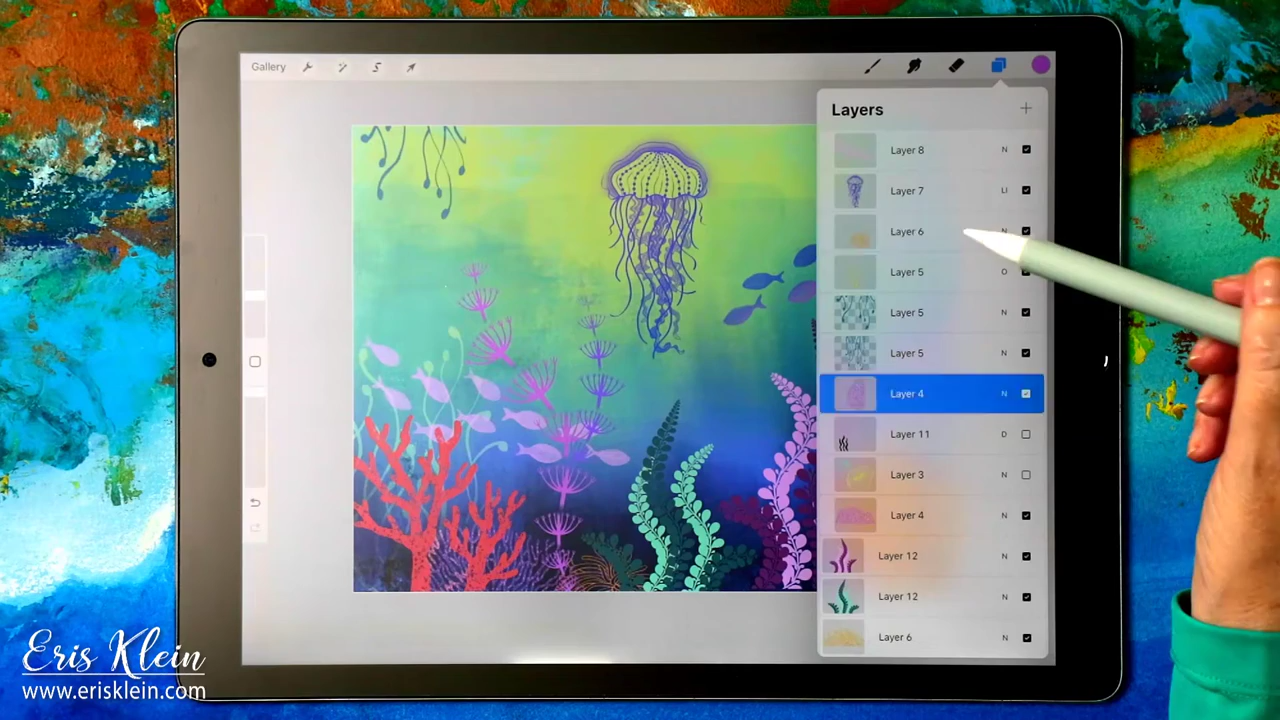 Gallery
Layers
Layer 8 N
Layer 7 LI
Layer 6 N
Layer 5 O
Layer 5 N
Layer 5 N
Layer 4 N
Layer 11 D
Layer 3 N
Layer 4 N
Layer 12 N
Layer 12 N
Layer 6 N
Eris Klein
www.erisklein.com